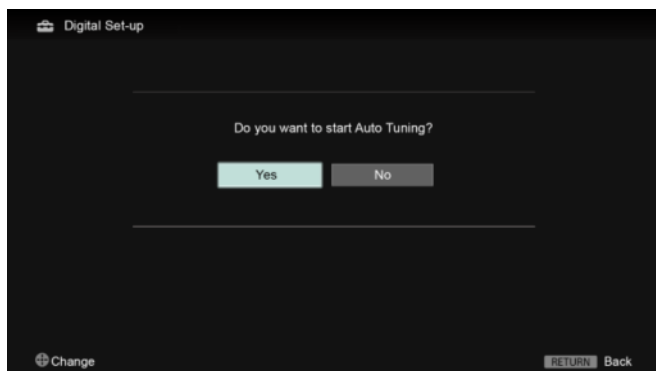 Digital Set-up
Do you want to start Auto Tuning?
Yes No
Change RETURN Back